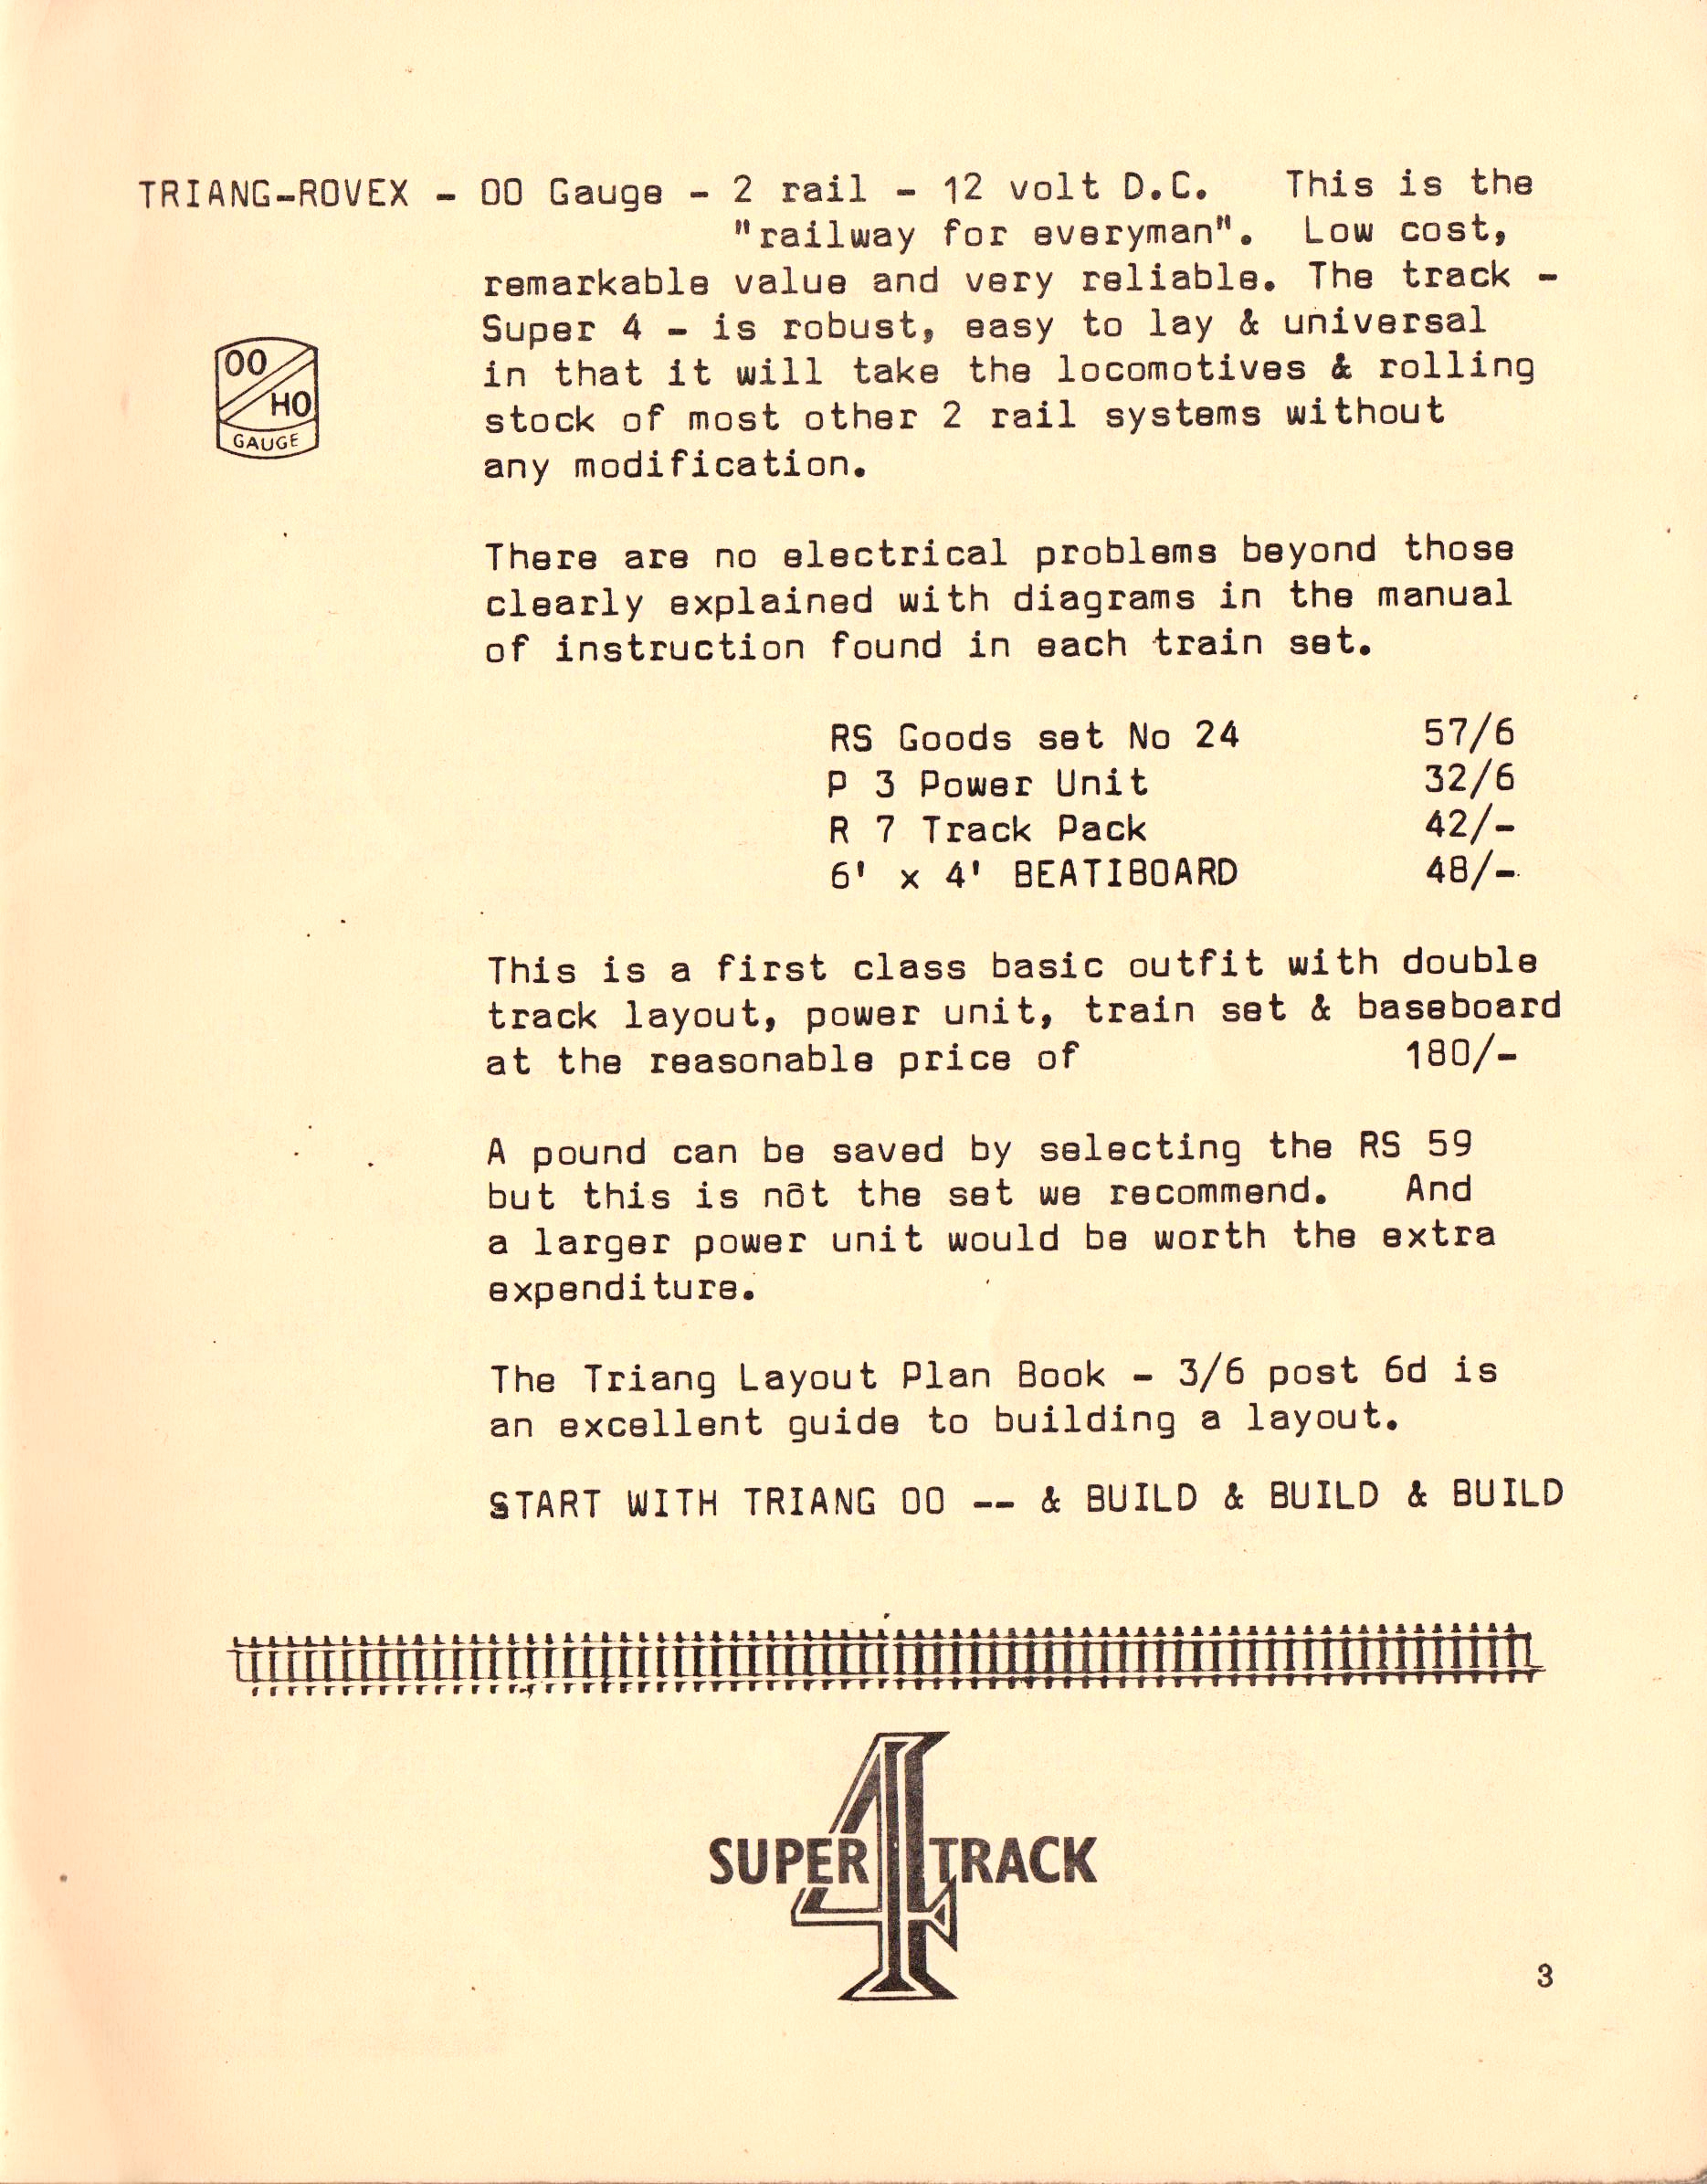 TRIANG-ROVEX - OO Gauge - 2 rail - 12 volt D.C.   This is the
"railway for everyman".  Low cost,
remarkable value and very reliable. The track -
Super 4 - is robust, easy to lay & universal
in that it will take the locomotives & rolling
stock of most other 2 rail systems without
any modification.
OO
HO
GAUGE
There are no electrical problems beyond those
clearly explained with diagrams in the manual
of instruction found in each train set.
RS Goods set No 24 57/6
P 3 Power Unit 32/6
R 7 Track Pack 42/-
6' x 4' BEATIBOARD 48/-
This is a first class basic outfit with double
track layout, power unit, train set & baseboard
at the reasonable price of 180/-
A pound can be saved by selecting the RS 59
but this is not the set we recommend.   And
a larger power unit would be worth the extra
expenditure.
The Triang Layout Plan Book - 3/6 post 6d is
an excellent guide to building a layout.
START WITH TRIANG OO -- & BUILD & BUILD & BUILD
SUPER 4 TRACK
3